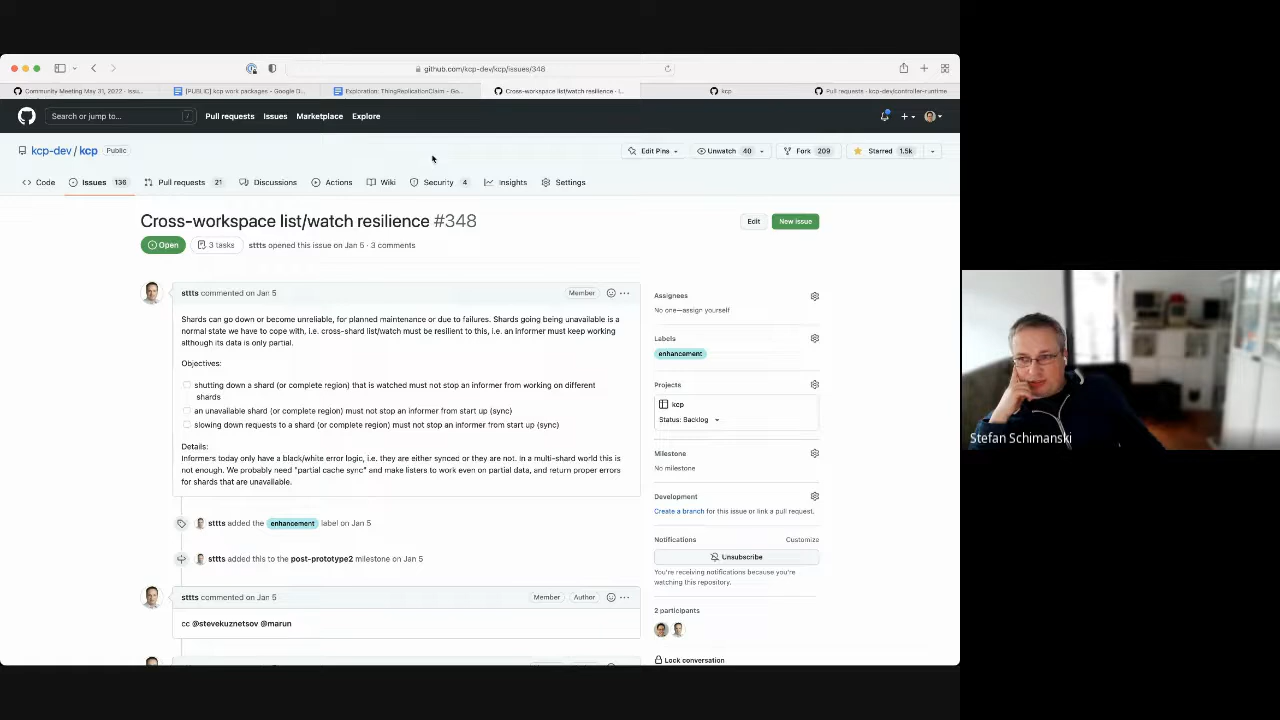 github.com/kcp-dev/kcp/issues/348
Community Meeting May 31, 2022 · Issu...
[PUBLIC] kcp work packages - Google D...
Exploration: ThingReplicationClaim - Go...
Cross-workspace list/watch resilience · I...
kcp
Pull requests · kcp-dev/controller-runtime
Search or jump to...
/
Pull requests
Issues
Marketplace
Explore
kcp-dev / kcp
Public
Edit Pins
Unwatch 40
Fork 209
Starred 1.5k
Code
Issues 136
Pull requests 21
Discussions
Actions
Wiki
Security 4
Insights
Settings
Cross-workspace list/watch resilience #348
Edit
New issue
Open
3 tasks
sttts opened this issue on Jan 5 · 3 comments
sttts commented on Jan 5
Member
Shards can go down or become unreliable, for planned maintenance or due to failures. Shards going being unavailable is a
normal state we have to cope with, i.e. cross-shard list/watch must be resilient to this, i.e. an informer must keep working
although its data is only partial.
Objectives:
shutting down a shard (or complete region) that is watched must not stop an informer from working on different
shards
an unavailable shard (or complete region) must not stop an informer from start up (sync)
slowing down requests to a shard (or complete region) must not stop an informer from start up (sync)
Details:
Informers today only have a black/white error logic, i.e. they are either synced or they are not. In a multi-shard world this is
not enough. We probably need "partial cache sync" and make listers to work even on partial data, and return proper errors
for shards that are unavailable.
sttts added the enhancement label on Jan 5
sttts added this to the post-prototype2 milestone on Jan 5
sttts commented on Jan 5
Member
Author
cc @stevekuznetsov @marun
Assignees
No one—assign yourself
Labels
enhancement
Projects
kcp
Status: Backlog
Milestone
No milestone
Development
Create a branch for this issue or link a pull request.
Notifications
Customize
Unsubscribe
You're receiving notifications because you're
watching this repository.
2 participants
Lock conversation
Stefan Schimanski